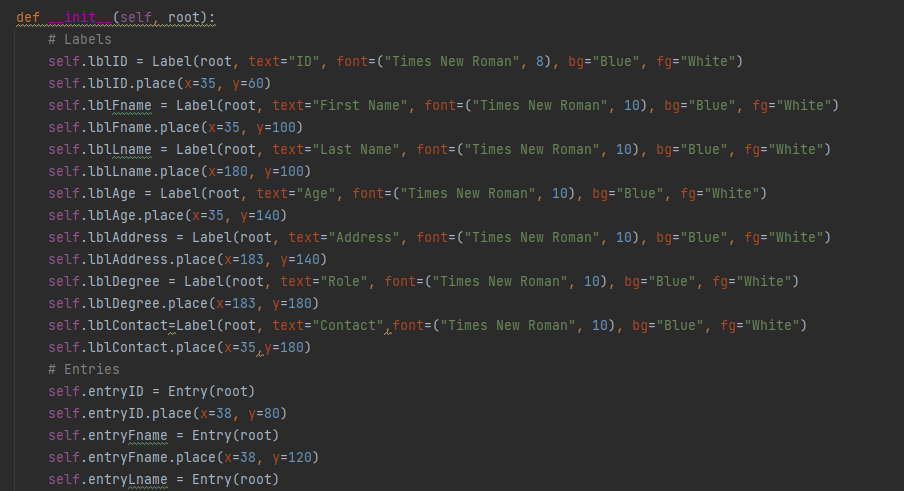 def __init__(self, root):
    # Labels
    self.lblID = Label(root, text="ID", font=("Times New Roman", 8), bg="Blue", fg="White")
    self.lblID.place(x=35, y=60)
    self.lblFname = Label(root, text="First Name", font=("Times New Roman", 10), bg="Blue", fg="White")
    self.lblFname.place(x=35, y=100)
    self.lblLname = Label(root, text="Last Name", font=("Times New Roman", 10), bg="Blue", fg="White")
    self.lblLname.place(x=180, y=100)
    self.lblAge = Label(root, text="Age", font=("Times New Roman", 10), bg="Blue", fg="White")
    self.lblAge.place(x=35, y=140)
    self.lblAddress = Label(root, text="Address", font=("Times New Roman", 10), bg="Blue", fg="White")
    self.lblAddress.place(x=183, y=140)
    self.lblDegree = Label(root, text="Role", font=("Times New Roman", 10), bg="Blue", fg="White")
    self.lblDegree.place(x=183, y=180)
    self.lblContact=Label(root, text="Contact",font=("Times New Roman", 10), bg="Blue", fg="White")
    self.lblContact.place(x=35,y=180)
    # Entries
    self.entryID = Entry(root)
    self.entryID.place(x=38, y=80)
    self.entryFname = Entry(root)
    self.entryFname.place(x=38, y=120)
    self.entryLname = Entry(root)